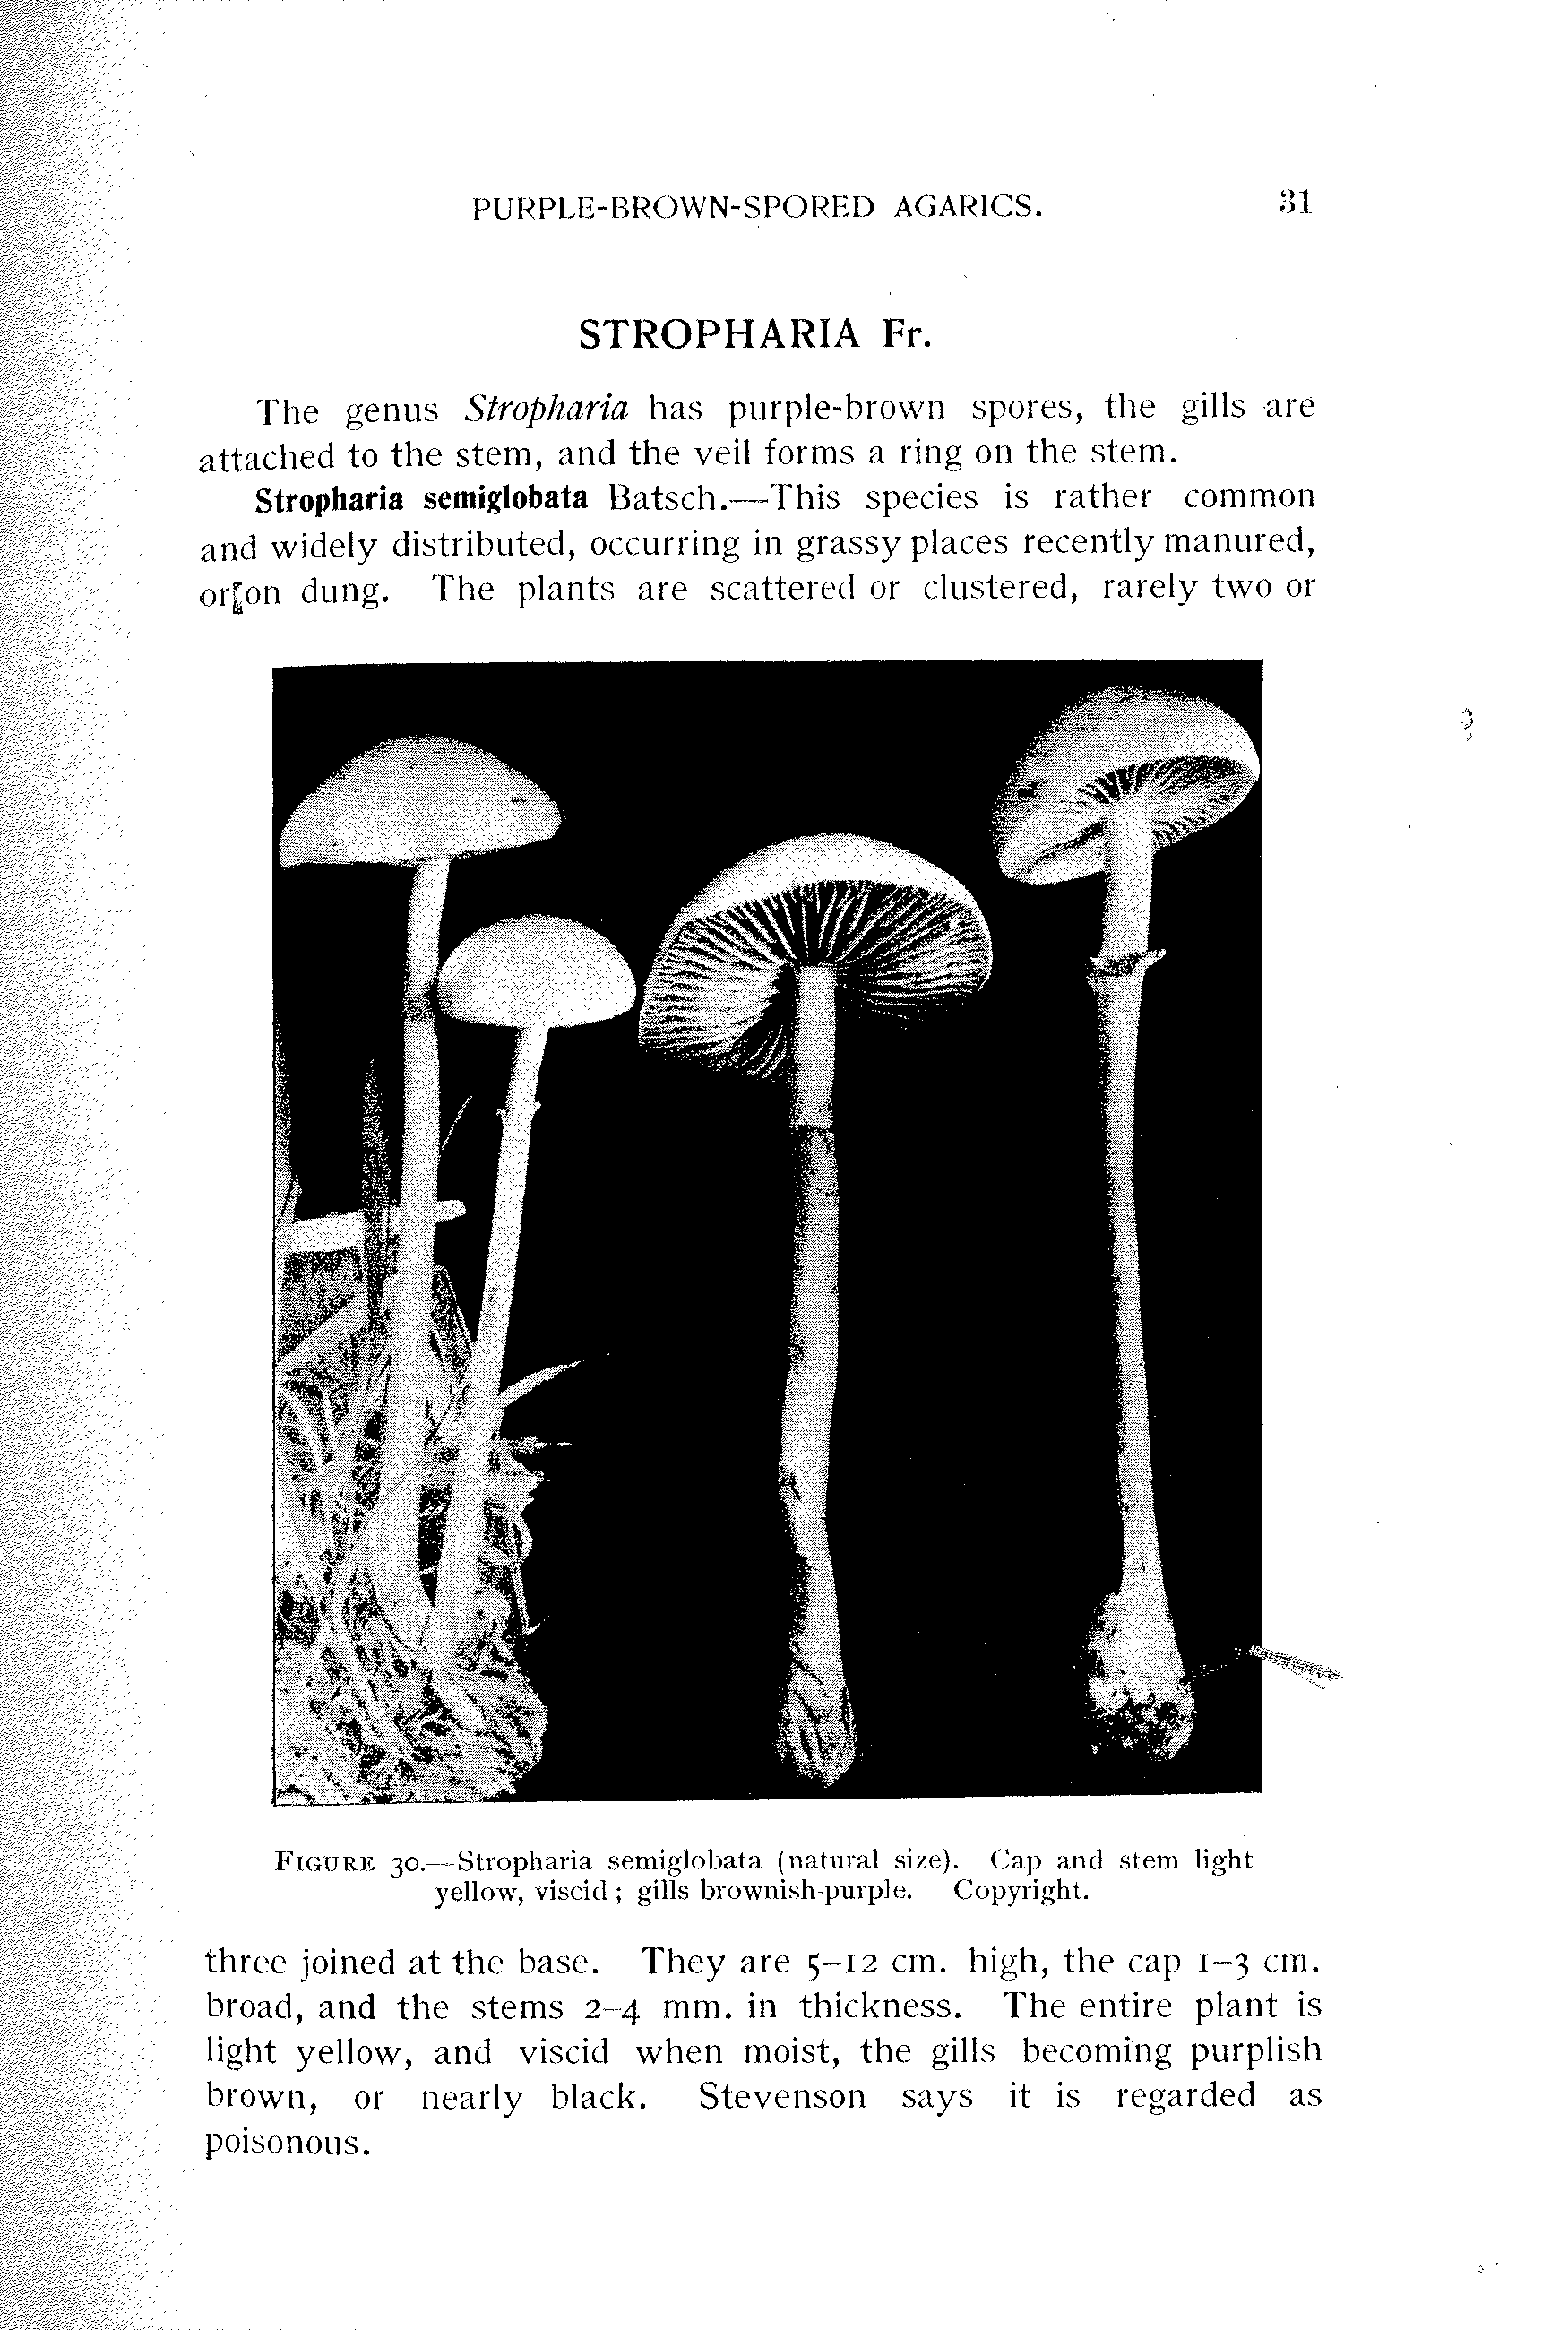 PURPLE-BROWN-SPORED AGARICS. 31
STROPHARIA Fr.
The genus Stropharia has purple-brown spores, the gills are
attached to the stem, and the veil forms a ring on the stem.
Stropharia semiglobata Batsch.—This species is rather common
and widely distributed, occurring in grassy places recently manured,
or on dung. The plants are scattered or clustered, rarely two or
FIGURE 30.—Stropharia semiglobata (natural size). Cap and stem light
yellow, viscid; gills brownish-purple. Copyright.
three joined at the base. They are 5–12 cm. high, the cap 1–3 cm.
broad, and the stems 2–4 mm. in thickness. The entire plant is
light yellow, and viscid when moist, the gills becoming purplish
brown, or nearly black. Stevenson says it is regarded as
poisonous.